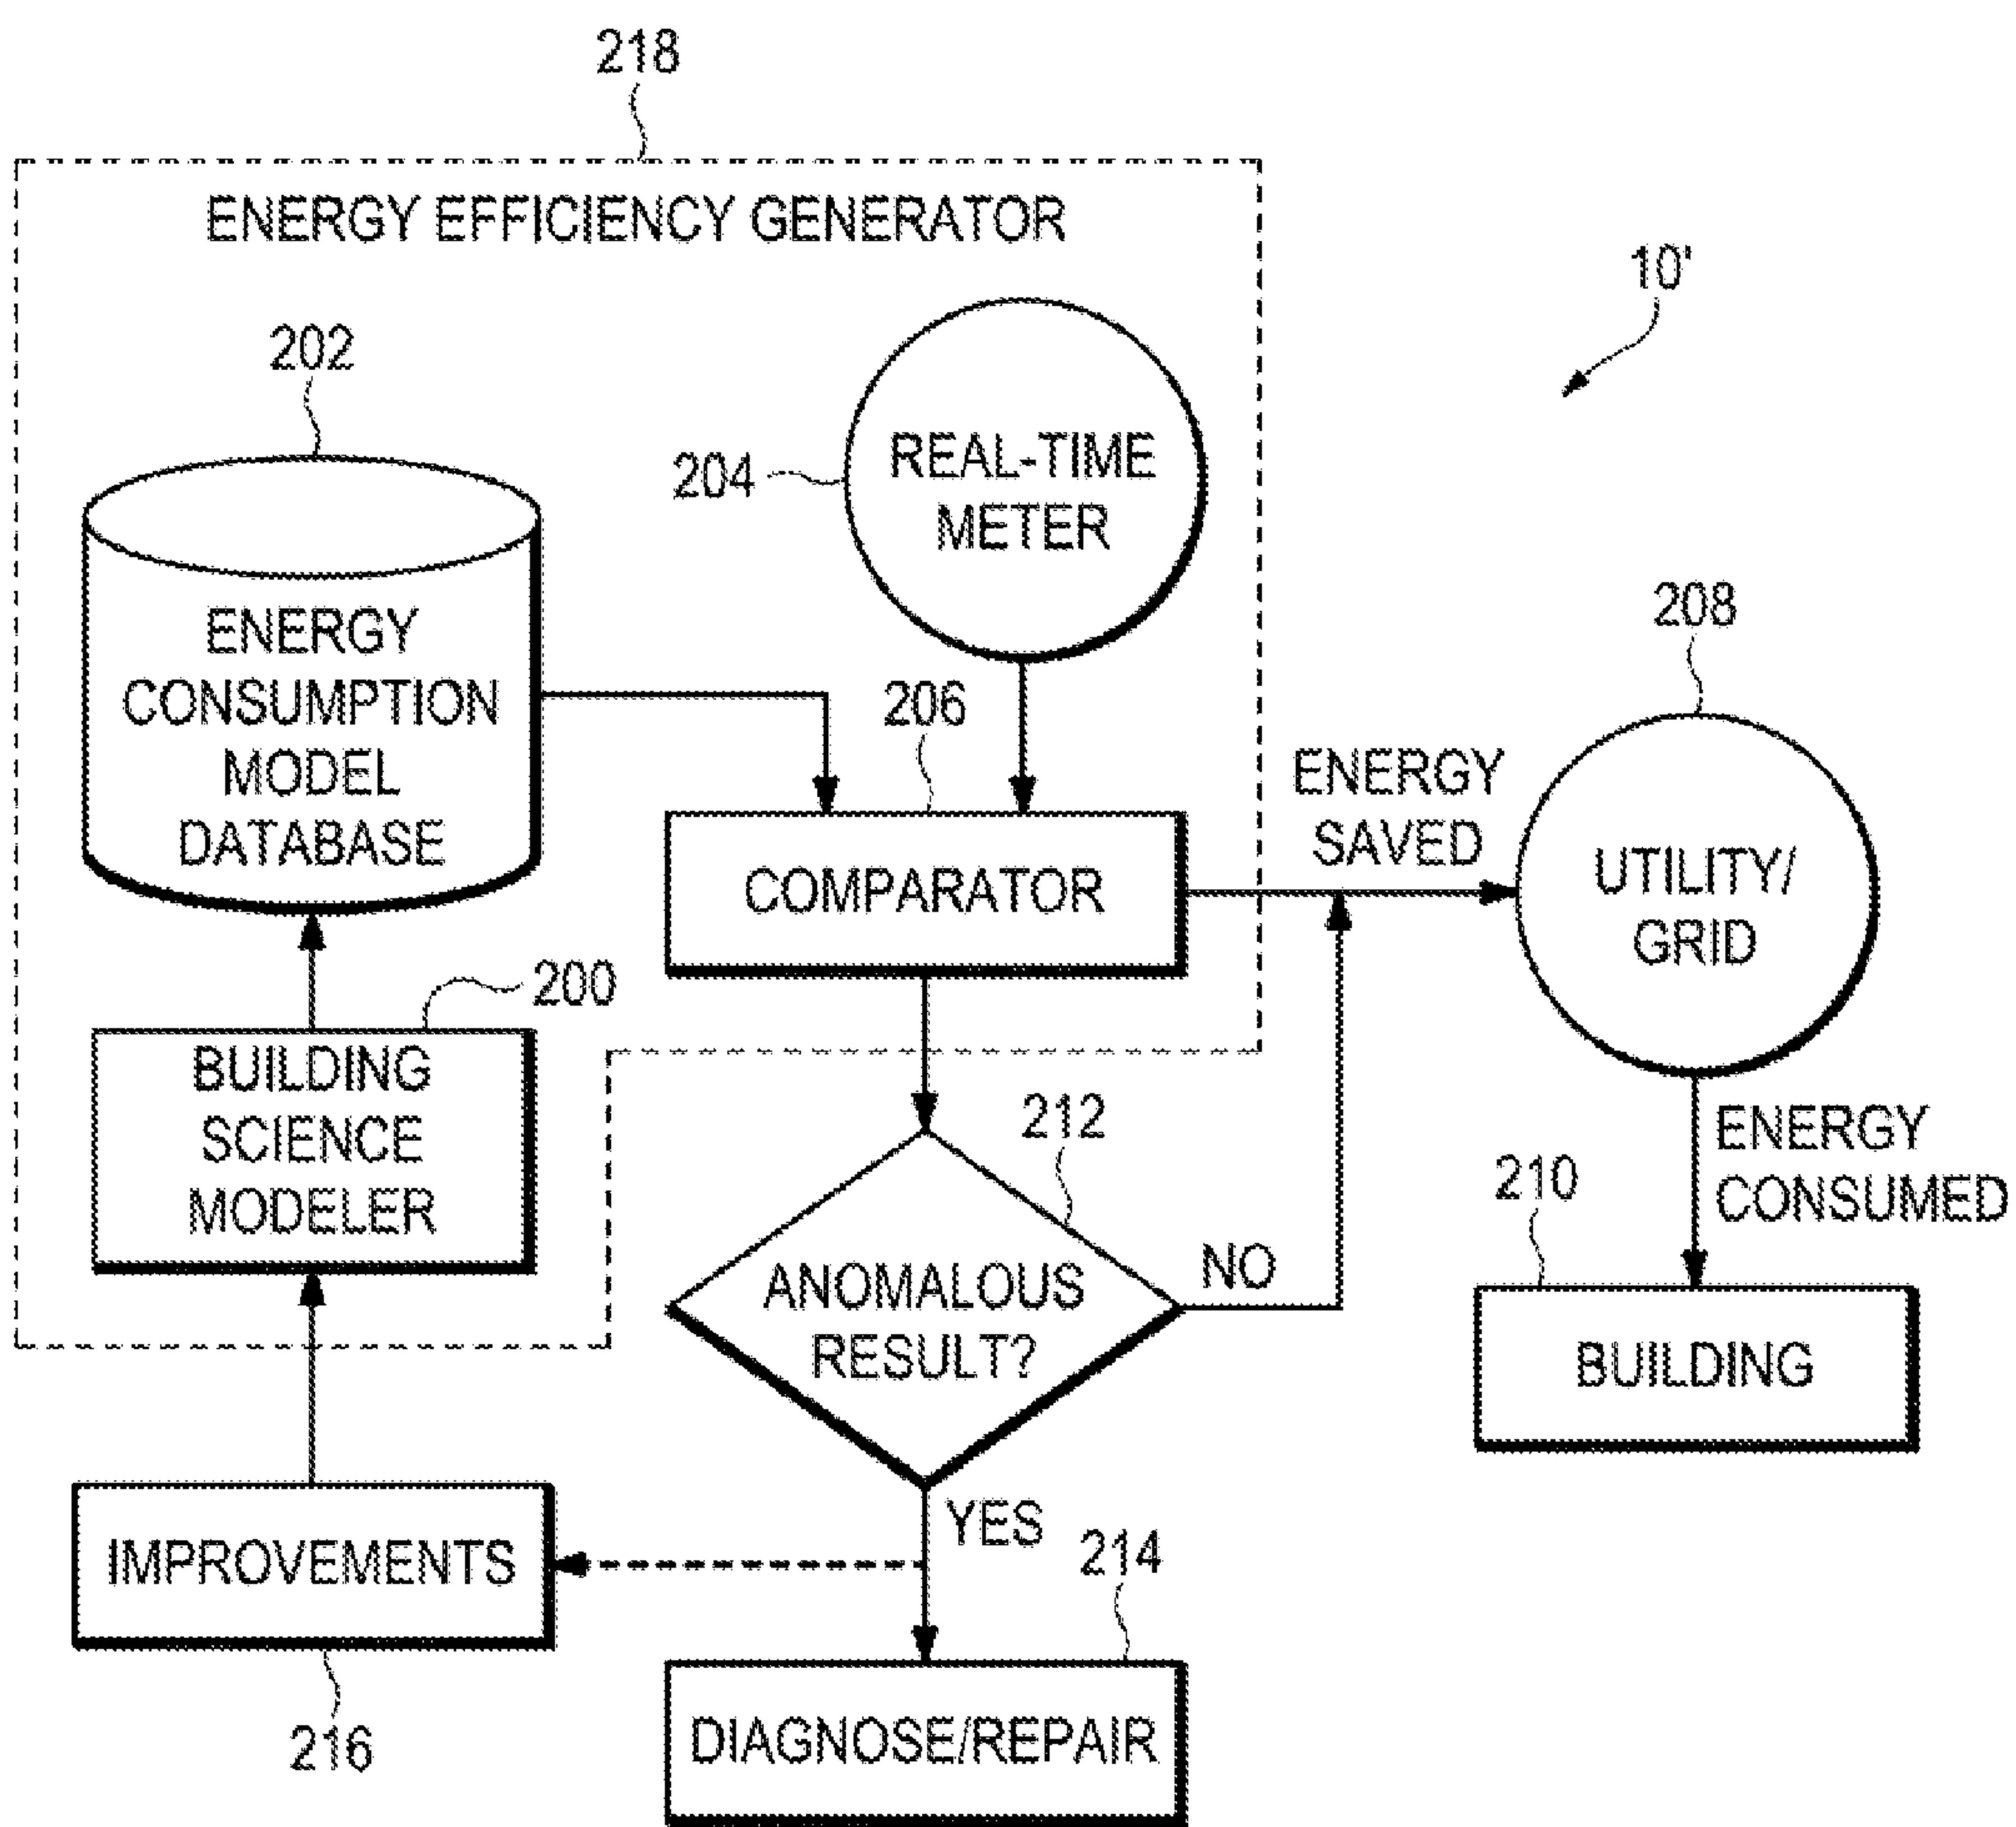 218
ENERGY EFFICIENCY GENERATOR
10'
202
204
REAL-TIME
METER
ENERGY
CONSUMPTION
MODEL
DATABASE
206
208
COMPARATOR
ENERGY
SAVED
UTILITY/
GRID
200
BUILDING
SCIENCE
MODELER
212
ANOMALOUS
RESULT?
NO
ENERGY
CONSUMED
210
BUILDING
YES
IMPROVEMENTS
216
214
DIAGNOSE/REPAIR